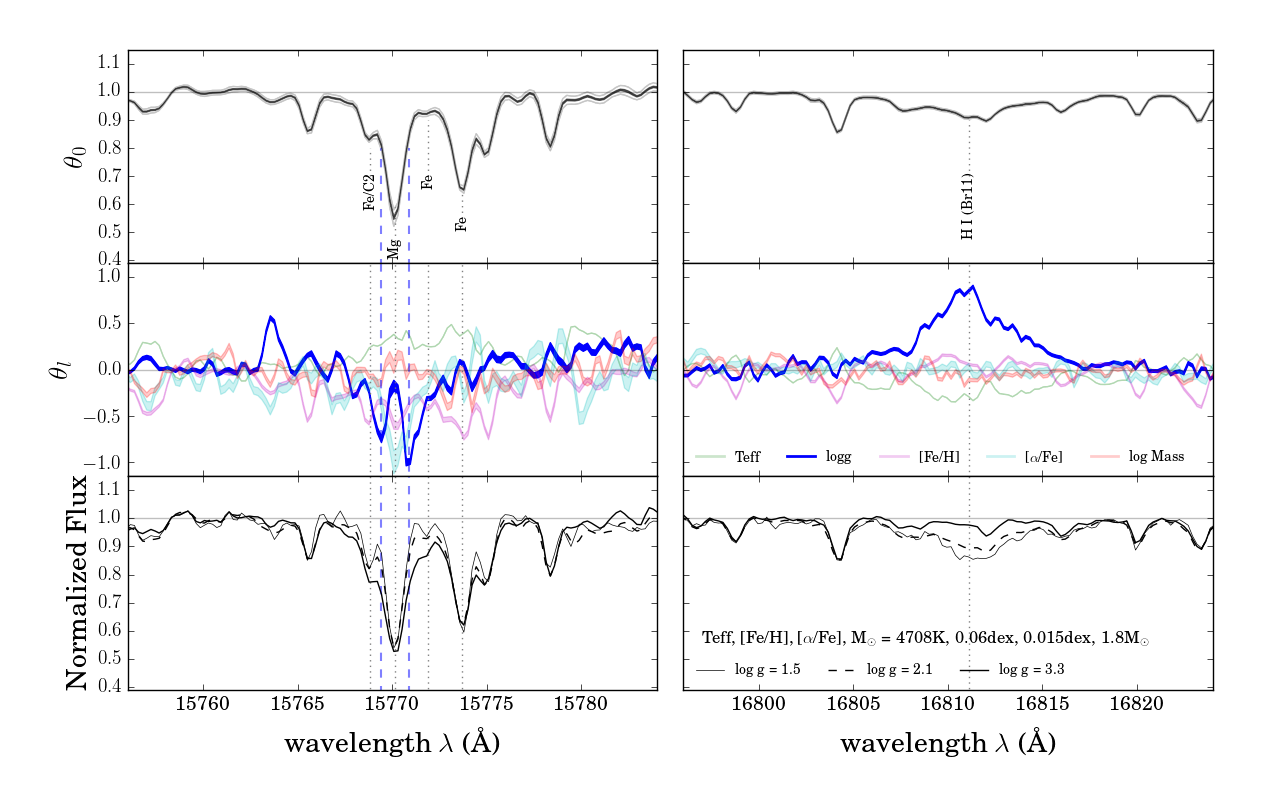 1.1
1.0
0.9
0.8
0.7
0.6
0.5
0.4
θ₀
Fe/C2
Mg
Fe
Fe
H I (Br11)
1.0
0.5
0.0
−0.5
−1.0
θ_l
Teff logg [Fe/H] [α/Fe] log Mass
1.1
1.0
0.9
0.8
0.7
0.6
0.5
0.4
Normalized Flux
Teff, [Fe/H], [α/Fe], M☉ = 4708K, 0.06dex, 0.015dex, 1.8M☉
log g = 1.5 log g = 2.1 log g = 3.3
15760 15765 15770 15775 15780
16800 16805 16810 16815 16820
wavelength λ (Å)
wavelength λ (Å)